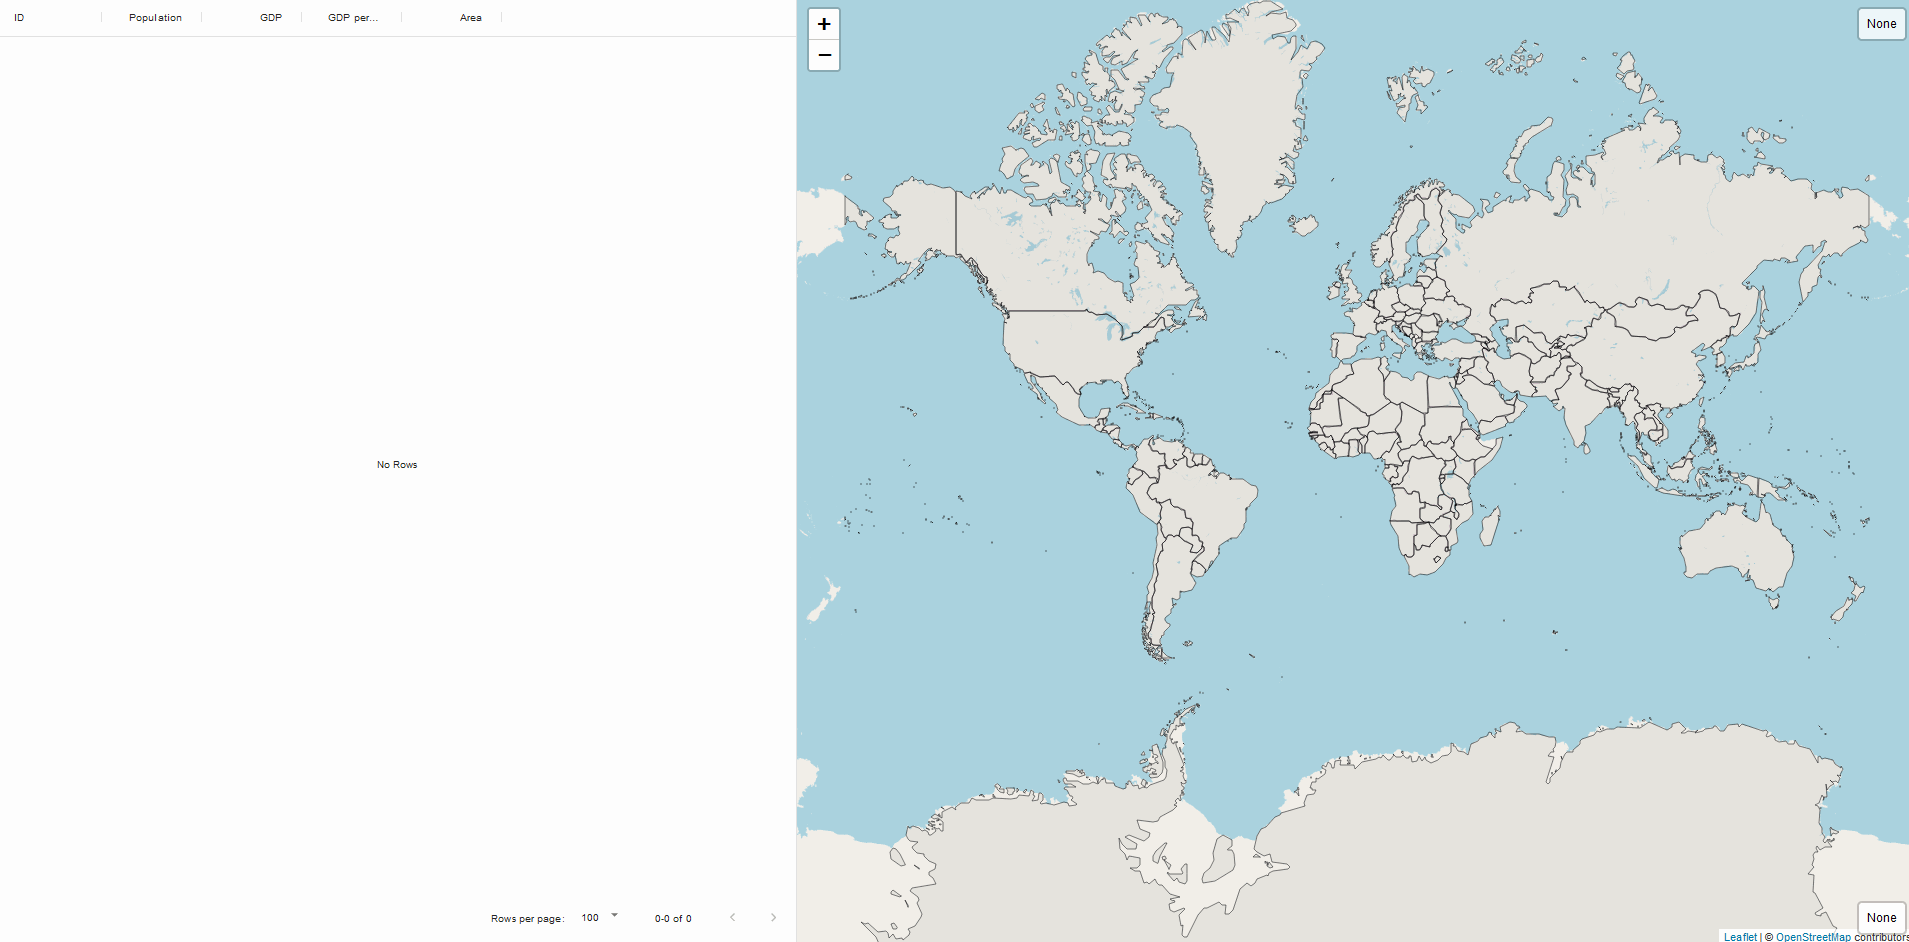 ID Population GDP GDP per... Area
+
−
None
No Rows
Rows per page: 100 0-0 of 0
None
Leaflet | © OpenStreetMap contributors